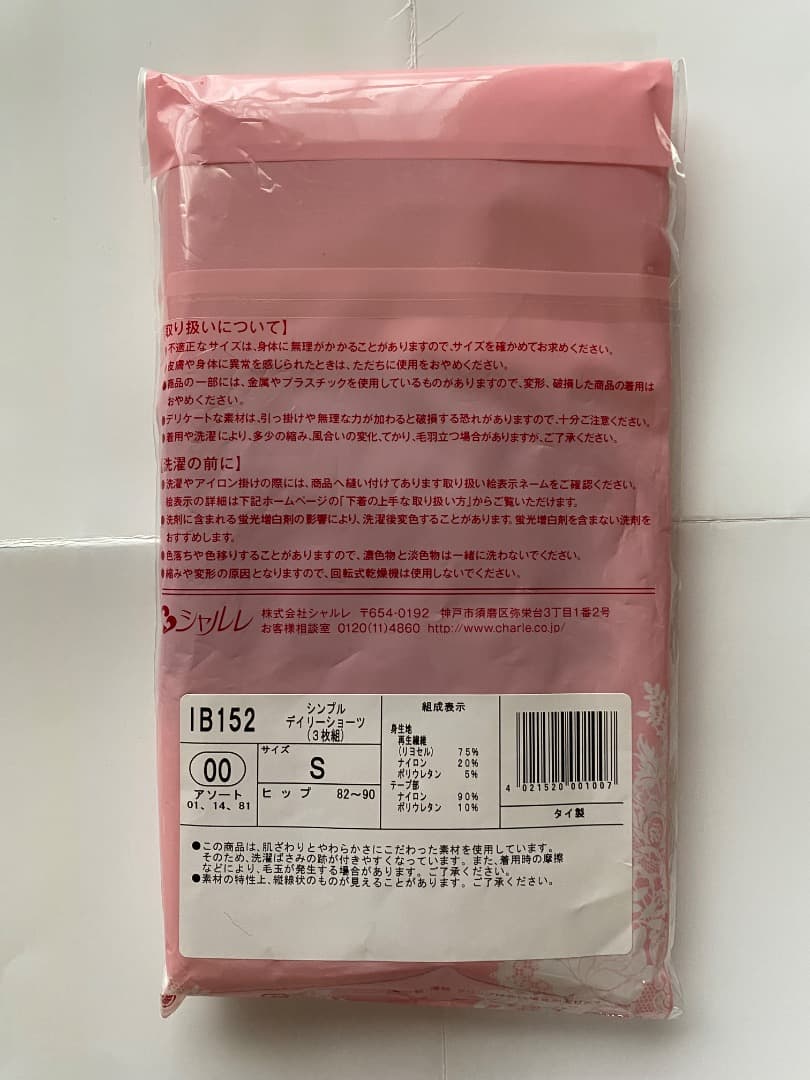 取り扱いについて】
●不適正なサイズは、身体に無理がかかることがありますので、サイズを確かめてお求めください。
皮膚や身体に異常を感じられたときは、ただちに使用をおやめください。
●商品の一部には、金属やプラスチックを使用しているものがありますので、変形、破損した商品の着用は
おやめください。
●デリケートな素材は、引っ掛けや無理な力が加わると破損する恐れがありますので、十分ご注意ください。
●着用や洗濯により、多少の縮み、風合いの変化、てかり、毛羽立つ場合がありますが、ご了承ください。
洗濯の前に】
●洗濯やアイロン掛けの際には、商品へ縫い付けてあります取り扱い絵表示ネームをご確認ください。
絵表示の詳細は下記ホームページの「下着の上手な取り扱い方」からご覧いただけます。
●洗剤に含まれる蛍光増白剤の影響により、洗濯後変色することがあります。蛍光増白剤を含まない洗剤を
おすすめします。
●色落ちや色移りすることがありますので、濃色物と淡色物は一緒に洗わないでください。
●縮みや変形の原因となりますので、回転式乾燥機は使用しないでください。
シャルレ 株式会社シャルレ 〒654-0192 神戸市須磨区弥栄台3丁目1番2号
お客様相談室 0120(11)4860 http://www.charle.co.jp/
IB152
シンプル
デイリーショーツ
(3枚組)
00
アソート
01、14、81
サイズ
S
ヒップ 82〜90
組成表示
身生地
再生繊維
(リヨセル) 75%
ナイロン 20%
ポリウレタン 5%
テープ部
ナイロン 90%
ポリウレタン 10%
4 021520 001007
タイ製
●この商品は、肌ざわりとやわらかさにこだわった素材を使用しています。
そのため、洗濯ばさみの跡が付きやすくなっています。また、着用時の摩擦
などにより、毛玉が発生する場合があります。ご了承ください。
●素材の特性上、縦線状のものが見えることがあります。ご了承ください。